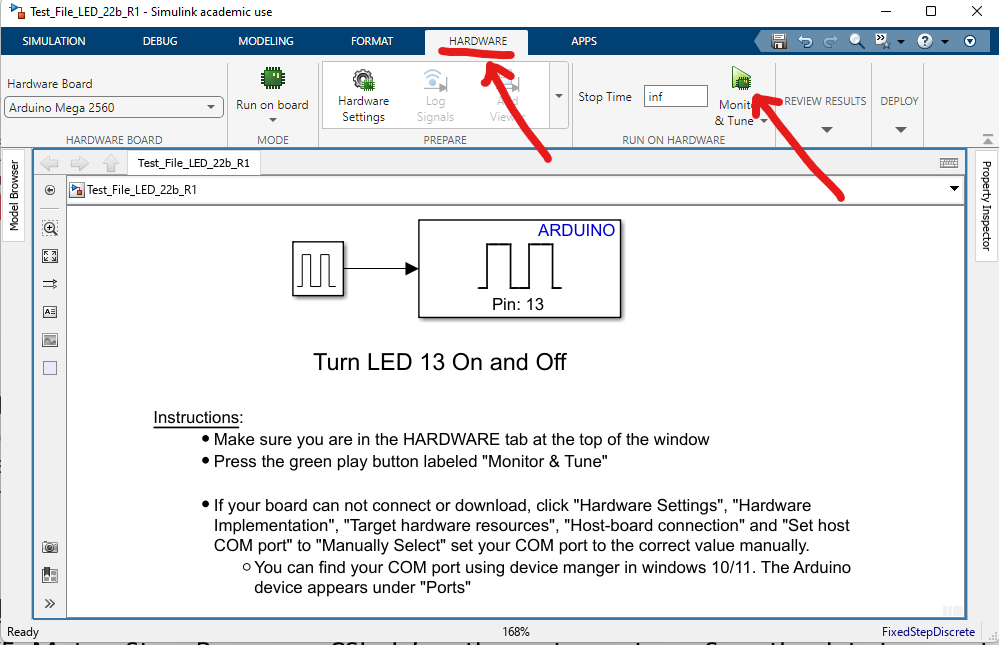 Test_File_LED_22b_R1 - Simulink academic use
SIMULATION DEBUG MODELING FORMAT HARDWARE APPS
Hardware Board
Arduino Mega 2560
HARDWARE BOARD
Run on board
MODE
Hardware
Settings
Log
Signals
PREPARE
Stop Time inf
& Tune
RUN ON HARDWARE
REVIEW RESULTS
DEPLOY
Model Browser
Test_File_LED_22b_R1
Test_File_LED_22b_R1
Property Inspector
ARDUINO
Pin: 13
Turn LED 13 On and Off
Instructions:
Make sure you are in the HARDWARE tab at the top of the window
Press the green play button labeled "Monitor & Tune"
If your board can not connect or download, click "Hardware Settings", "Hardware
Implementation", "Target hardware resources", "Host-board connection" and "Set host
COM port" to "Manually Select" set your COM port to the correct value manually.
You can find your COM port using device manger in windows 10/11. The Arduino
device appears under "Ports"
Ready 168% FixedStepDiscrete